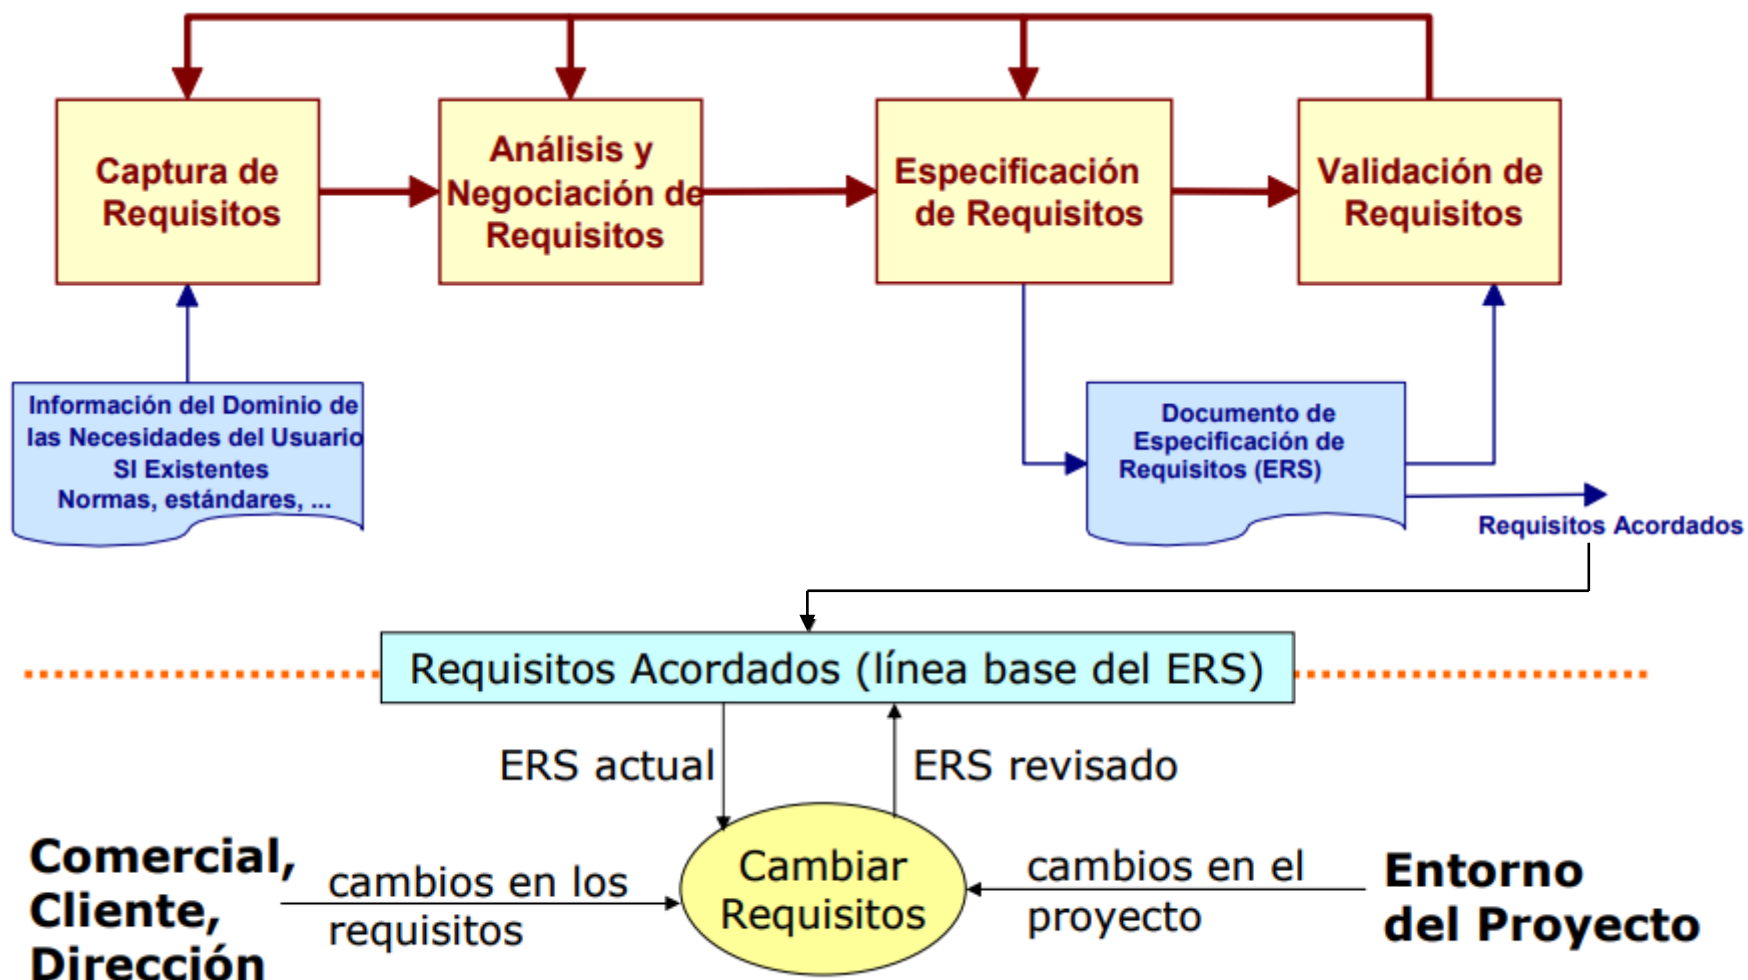 Captura de
Requisitos
Análisis y
Negociación de
Requisitos
Especificación
de Requisitos
Validación de
Requisitos
Información del Dominio de
las Necesidades del Usuario
SI Existentes
Normas, estándares, ...
Documento de
Especificación de
Requisitos (ERS)
Requisitos Acordados
Requisitos Acordados (línea base del ERS)
ERS actual
ERS revisado
Comercial,
Cliente,
Dirección
cambios en los
requisitos
Cambiar
Requisitos
cambios en el
proyecto
Entorno
del Proyecto